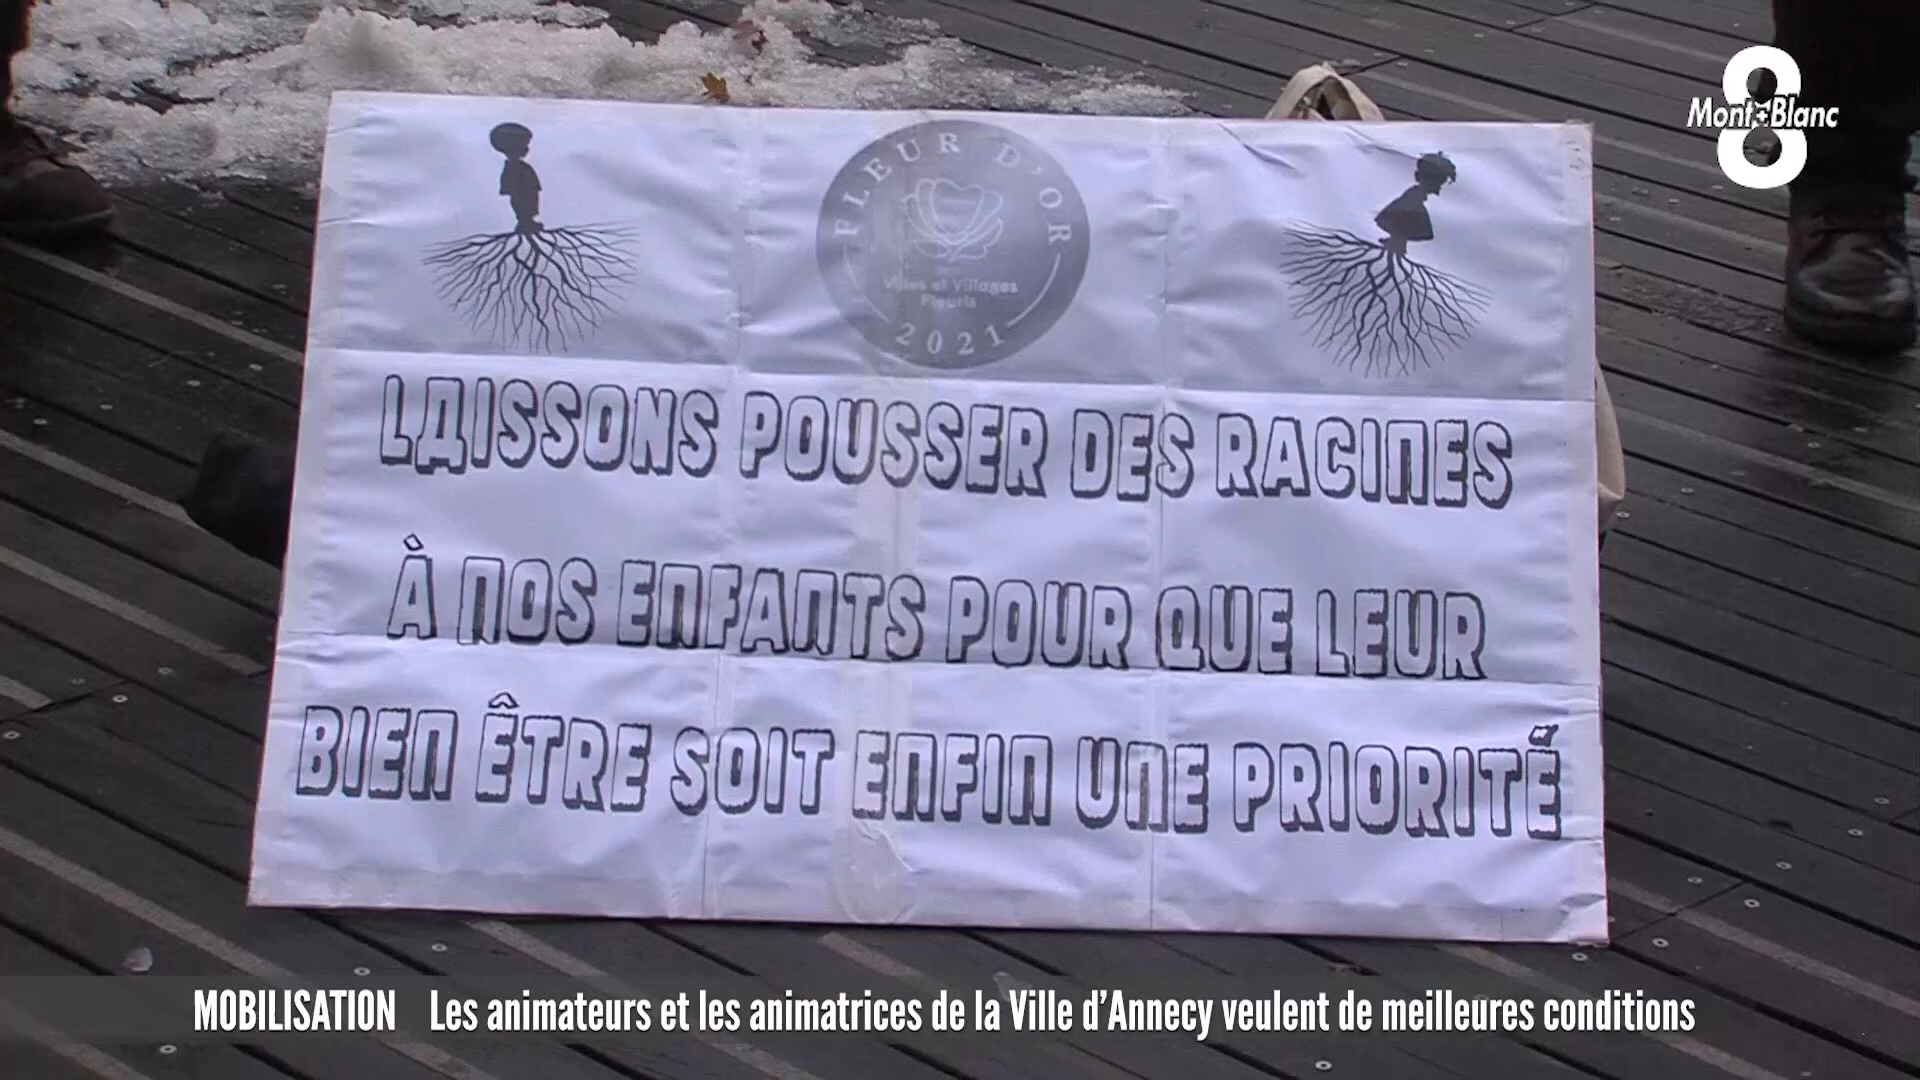 8
Mont-Blanc
FLEUR D'OR
Villes et Villages
Fleuris
2021
LAISSONS POUSSER DES RACINES
À NOS ENFANTS POUR QUE LEUR
BIEN ÊTRE SOIT ENFIN UNE PRIORITÉ
MOBILISATION Les animateurs et les animatrices de la Ville d'Annecy veulent de meilleures conditions